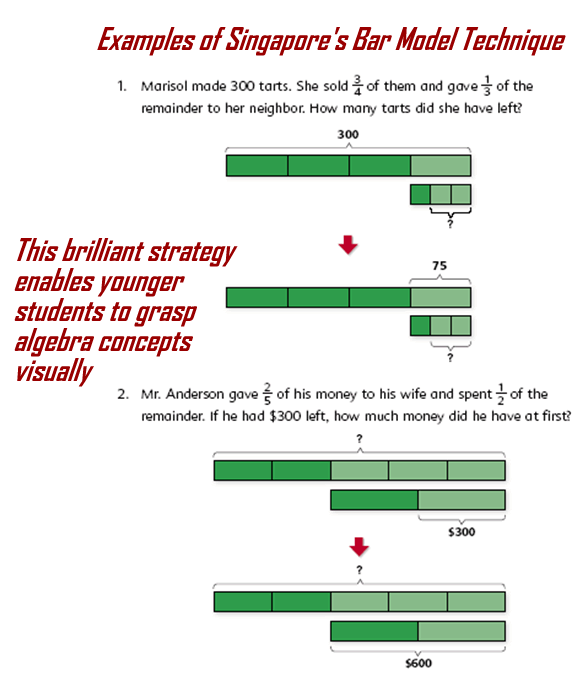 Examples of Singapore's Bar Model Technique
1. Marisol made 300 tarts. She sold 3/4 of them and gave 1/3 of the
remainder to her neighbor. How many tarts did she have left?
300
?
This brilliant strategy
enables younger
students to grasp
algebra concepts
visually
75
?
2. Mr. Anderson gave 2/5 of his money to his wife and spent 1/2 of the
remainder. If he had $300 left, how much money did he have at first?
?
$300
?
$600